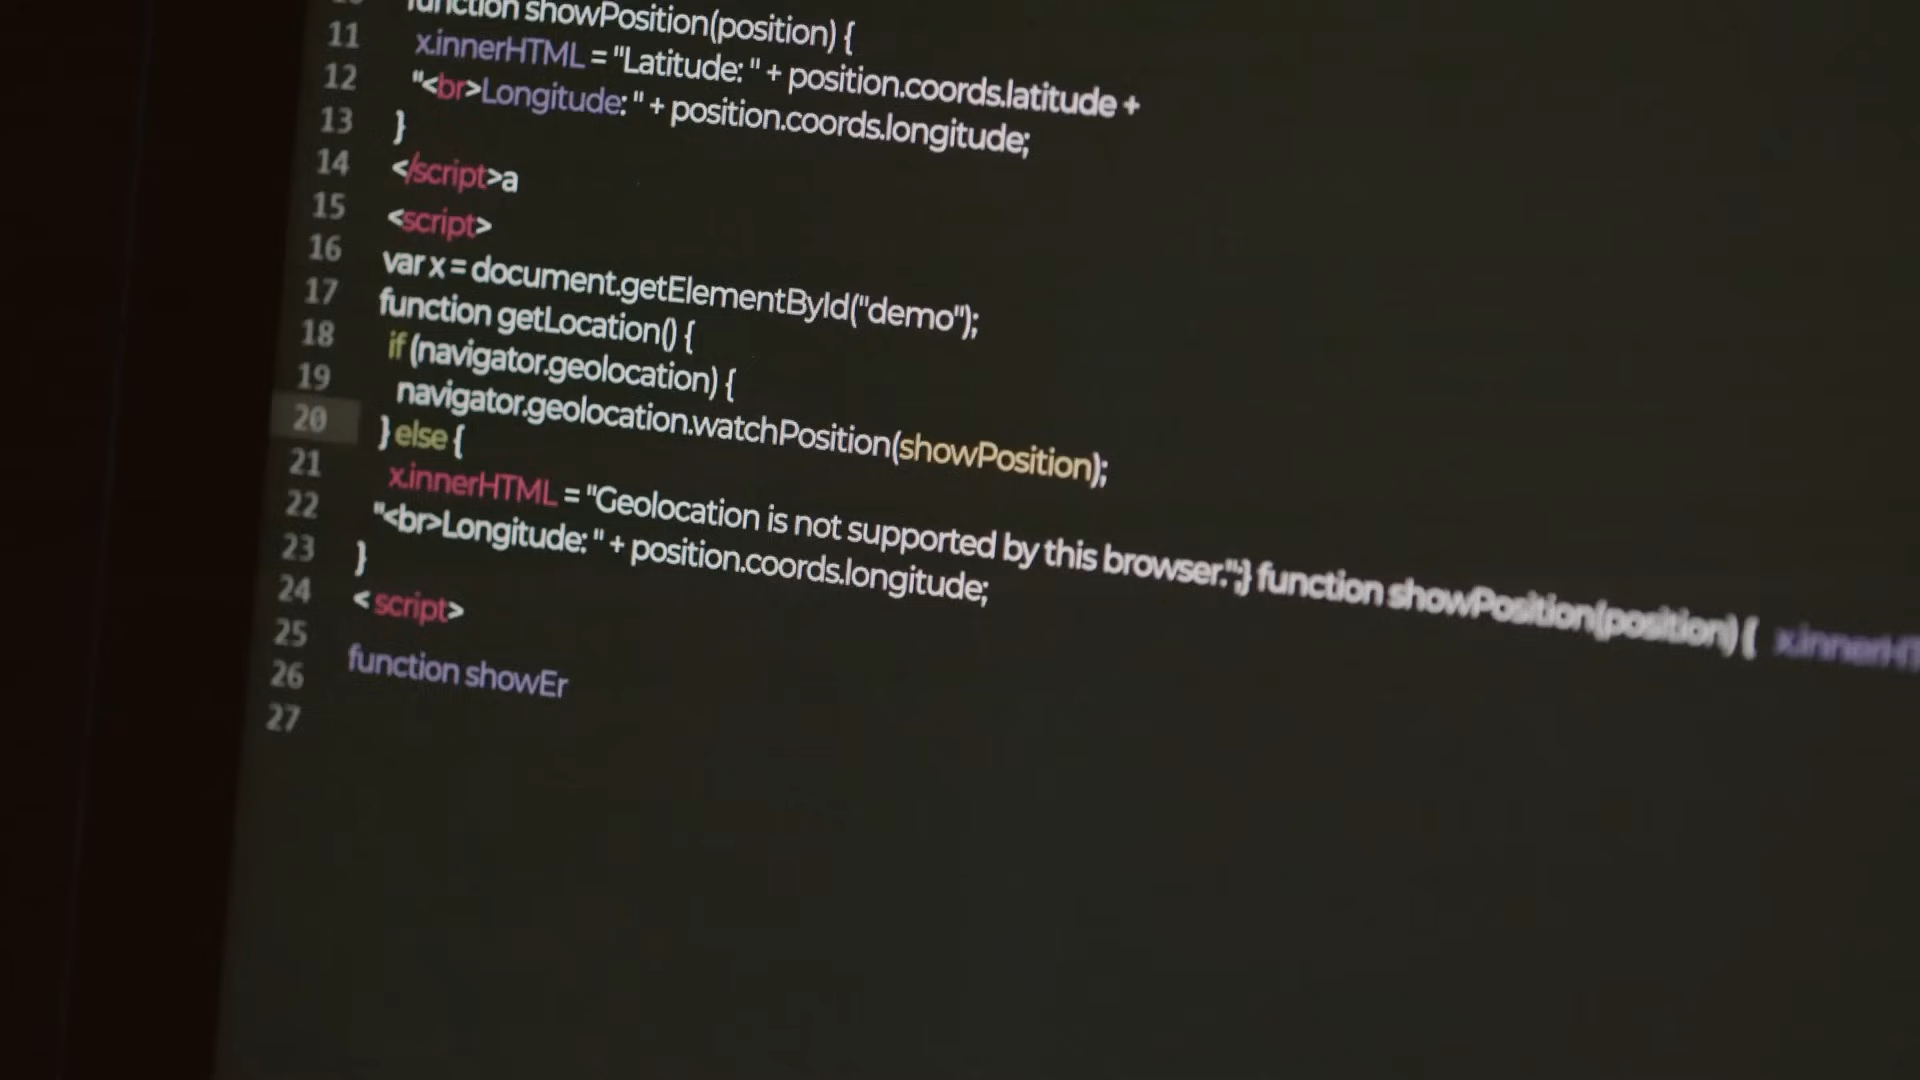 function showPosition(position) {
11 x.innerHTML = "Latitude: " + position.coords.latitude +
12 "<br>Longitude: " + position.coords.longitude;
13 }
14 </script>a
15 <script>
16 var x = document.getElementById("demo");
17 function getLocation() {
18 if (navigator.geolocation) {
19 navigator.geolocation.watchPosition(showPosition);
20 } else {
21 x.innerHTML = "Geolocation is not supported by this browser.";} function showPosition(position) {
22 "<br>Longitude: " + position.coords.longitude;
23 }
24 < script>
25
26 function showEr
27